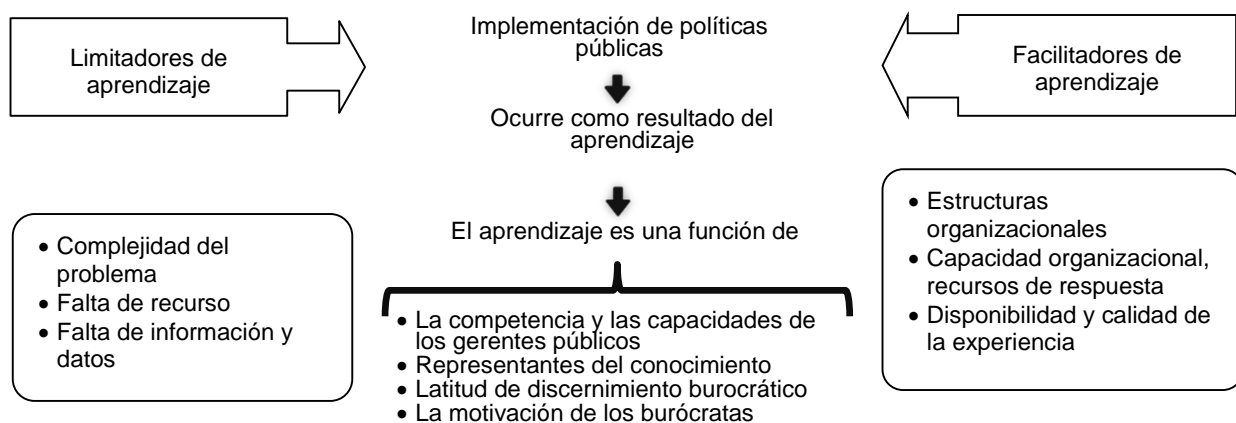 Limitadores de
aprendizaje
Implementación de políticas
públicas
Ocurre como resultado del
aprendizaje
El aprendizaje es una función de
Facilitadores de
aprendizaje
• Complejidad del
problema
• Falta de recurso
• Falta de información y
datos
• La competencia y las capacidades de
los gerentes públicos
• Representantes del conocimiento
• Latitud de discernimiento burocrático
• La motivación de los burócratas
• Estructuras
organizacionales
• Capacidad organizacional,
recursos de respuesta
• Disponibilidad y calidad de
la experiencia